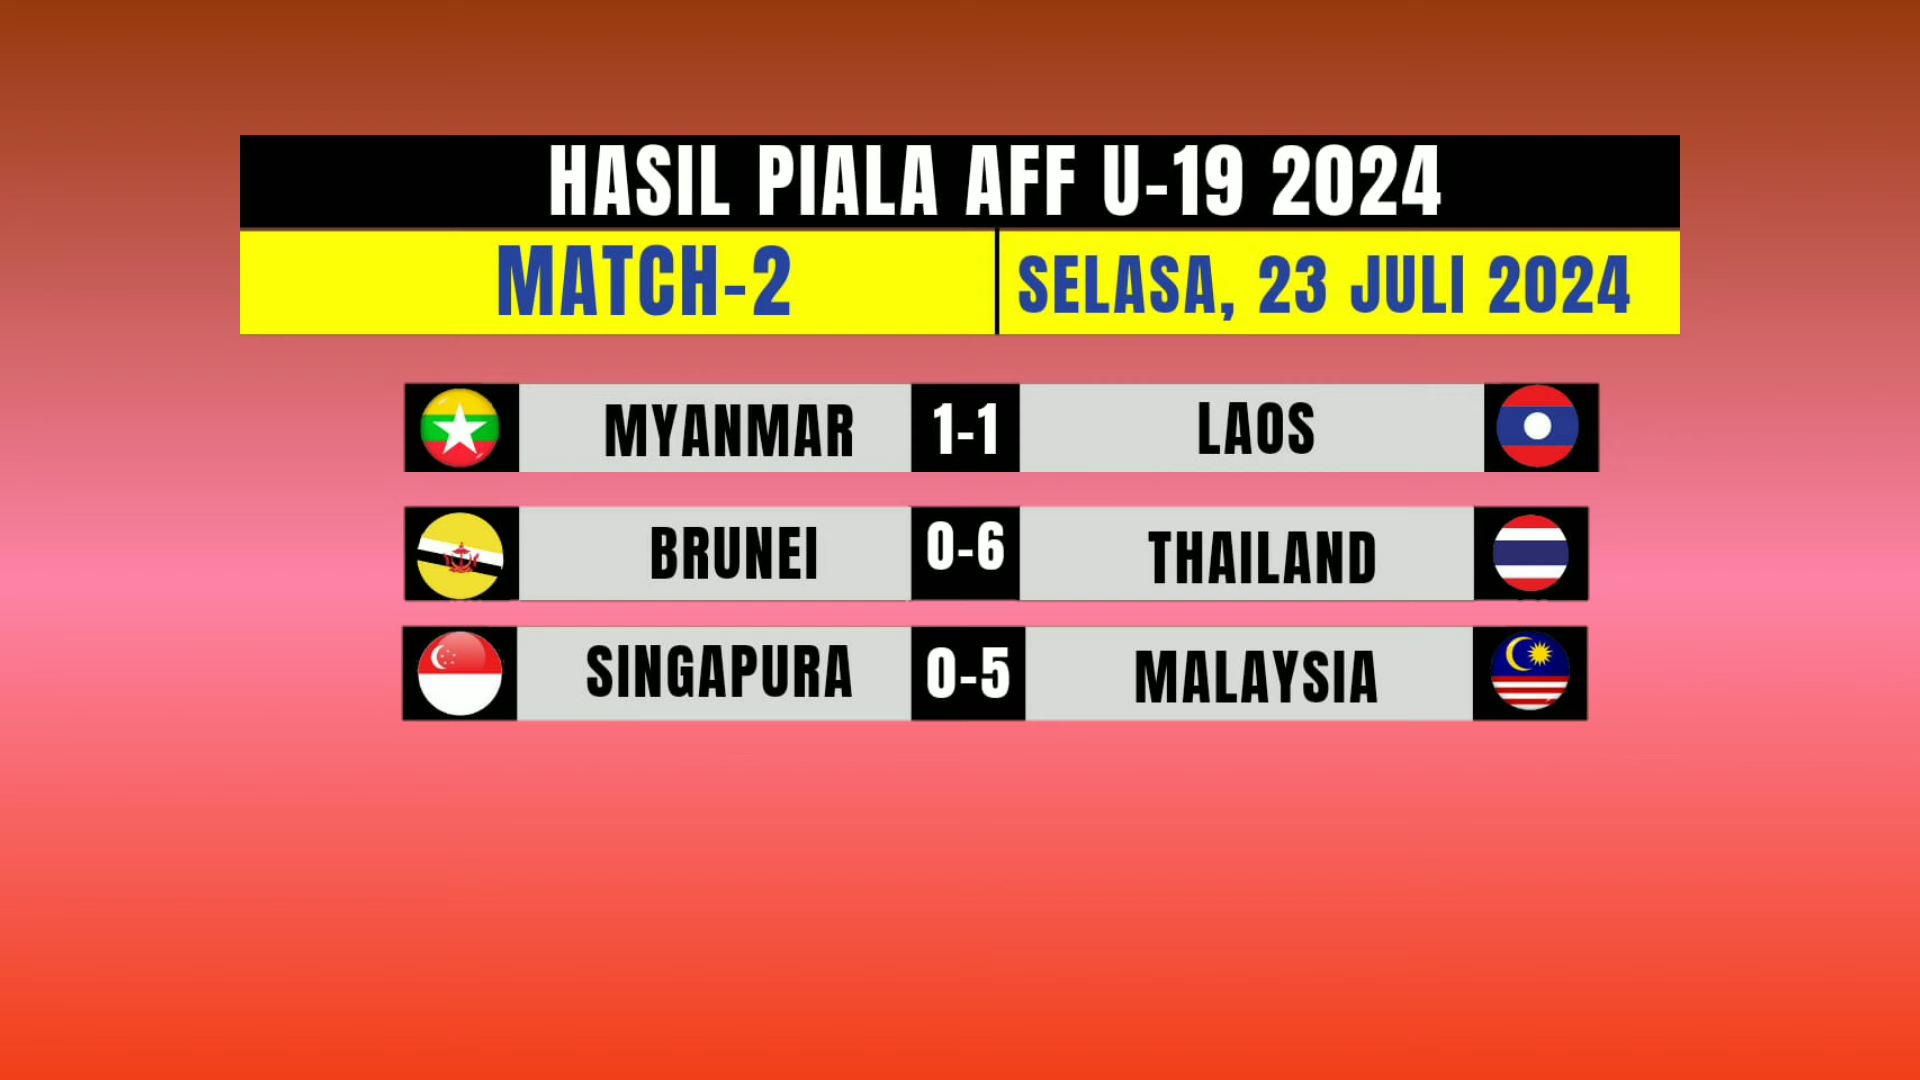 HASIL PIALA AFF U-19 2024
MATCH-2 SELASA, 23 JULI 2024
MYANMAR 1-1 LAOS
BRUNEI 0-6 THAILAND
SINGAPURA 0-5 MALAYSIA